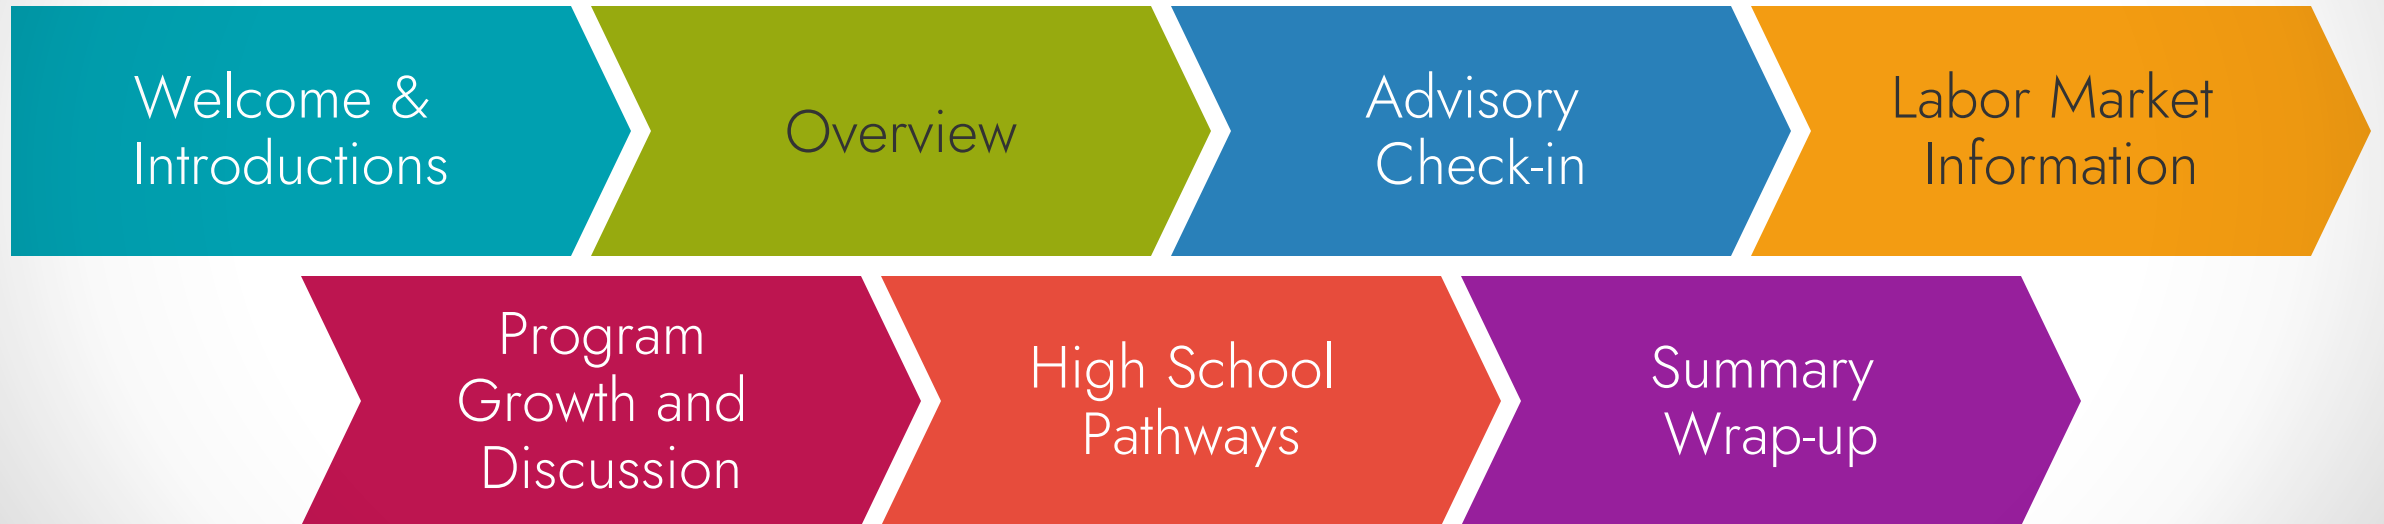 Welcome &
Introductions
Overview
Advisory
Check-in
Labor Market
Information
Program
Growth and
Discussion
High School
Pathways
Summary
Wrap-up